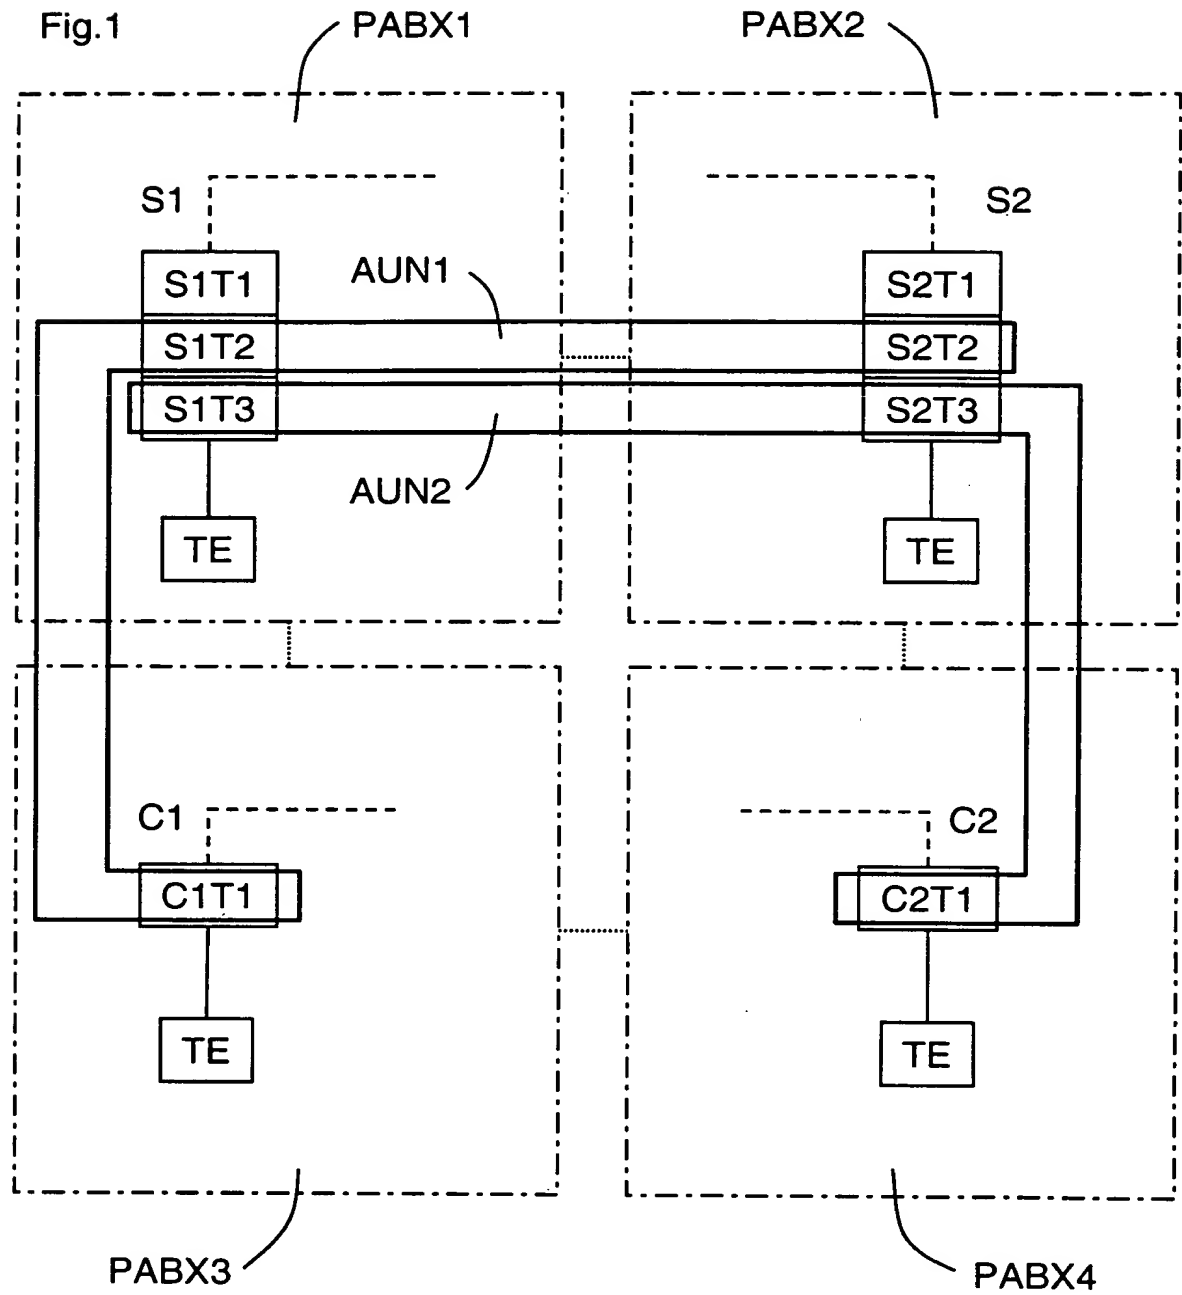 Fig.1
PABX1
PABX2
S1
S2
S1T1
AUN1
S2T1
S1T2
S2T2
S1T3
S2T3
AUN2
TE
TE
C1
C2
C1T1
C2T1
TE
TE
PABX3
PABX4